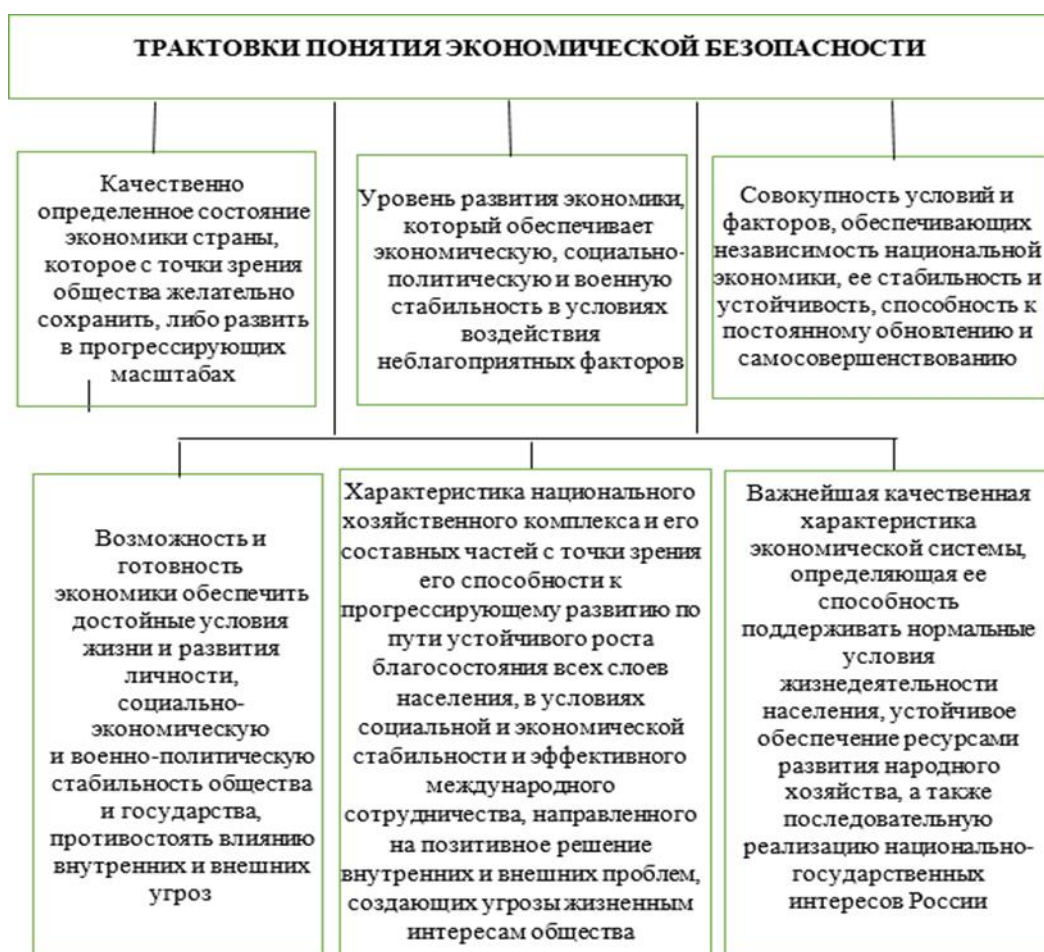 ТРАКТОВКИ ПОНЯТИЯ ЭКОНОМИЧЕСКОЙ БЕЗОПАСНОСТИ
Качественно
определенное состояние
экономики страны,
которое с точки зрения
общества желательно
сохранить, либо развить
в прогрессирующих
масштабах
Уровень развития экономики,
который обеспечивает
экономическую, социально-
политическую и военную
стабильность в условиях
воздействия
неблагоприятных факторов
Совокупность условий и
факторов, обеспечивающих
независимость национальной
экономики, ее стабильность и
устойчивость, способность к
постоянному обновлению и
самосовершенствованию
Возможность и
готовность
экономики обеспечить
достойные условия
жизни и развития
личности,
социально-
экономическую
и военно-политическую
стабильность общества
и государства,
противостоять влиянию
внутренних и внешних
угроз
Характеристика национального
хозяйственного комплекса и его
составных частей с точки зрения
его способности к
прогрессирующему развитию по
пути устойчивого роста
благосостояния всех слоев
населения, в условиях
социальной и экономической
стабильности и эффективного
международного
сотрудничества, направленного
на позитивное решение
внутренних и внешних проблем,
создающих угрозы жизненным
интересам общества
Важнейшая качественная
характеристика
экономической системы,
определяющая ее
способность
поддерживать нормальные
условия
жизнедеятельности
населения, устойчивое
обеспечение ресурсами
развития народного
хозяйства, а также
последовательную
реализацию национально-
государственных
интересов России